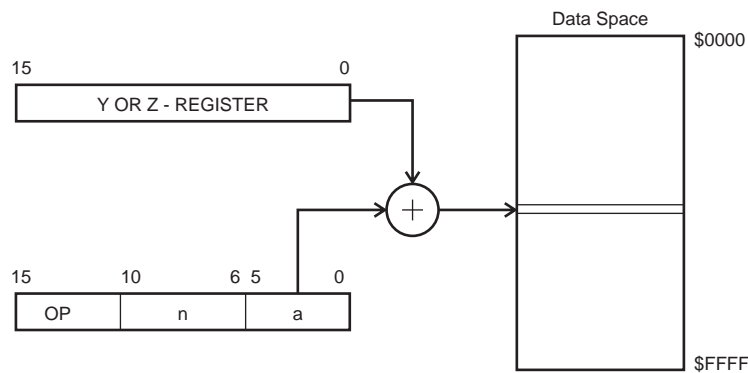 Data Space
$0000
15 0
Y OR Z - REGISTER
+
15 10 6 5 0
OP n a
$FFFF